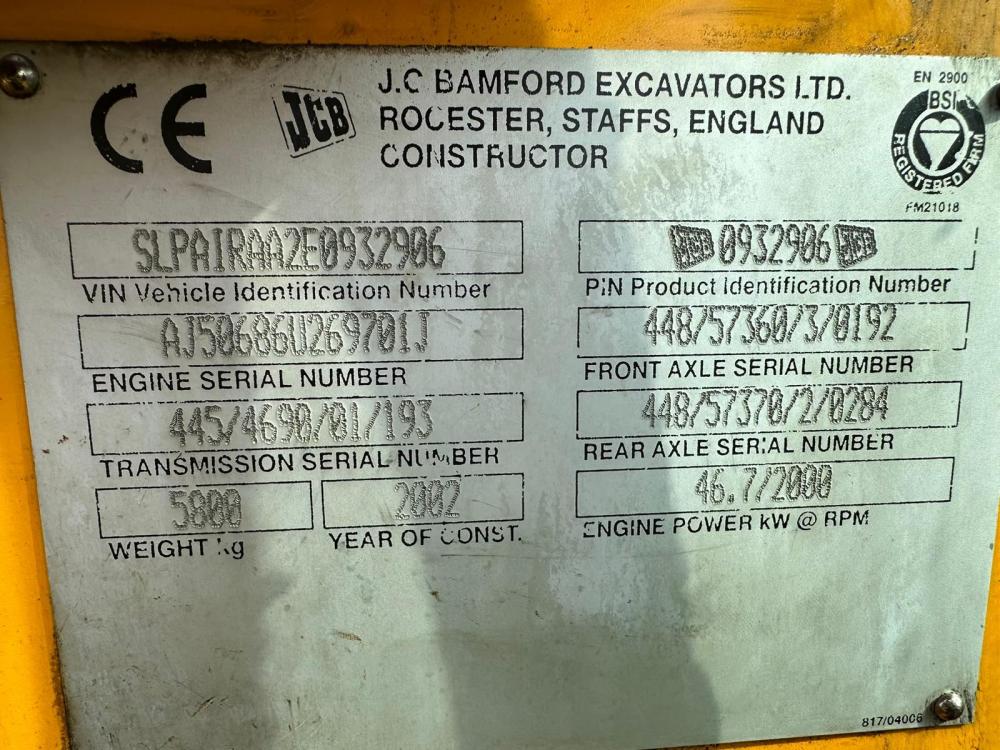 CE JCB J.C BAMFORD EXCAVATORS LTD.
ROCESTER, STAFFS, ENGLAND
CONSTRUCTOR
EN 2900
BSI
REGISTERED FIRM
FM21018
SLPAIRAA2E0932906
VIN Vehicle Identification Number
JCB 0932906 JCB
PIN Product Identification Number
AJ50686U269701J
ENGINE SERIAL NUMBER
448/57360/3/0192
FRONT AXLE SERIAL NUMBER
445/4690/01/193
TRANSMISSION SERIAL NUMBER
448/57370/2/0284
REAR AXLE SERIAL NUMBER
5800
WEIGHT kg
2002
YEAR OF CONST.
46.7/2000
ENGINE POWER kW @ RPM
817/04006